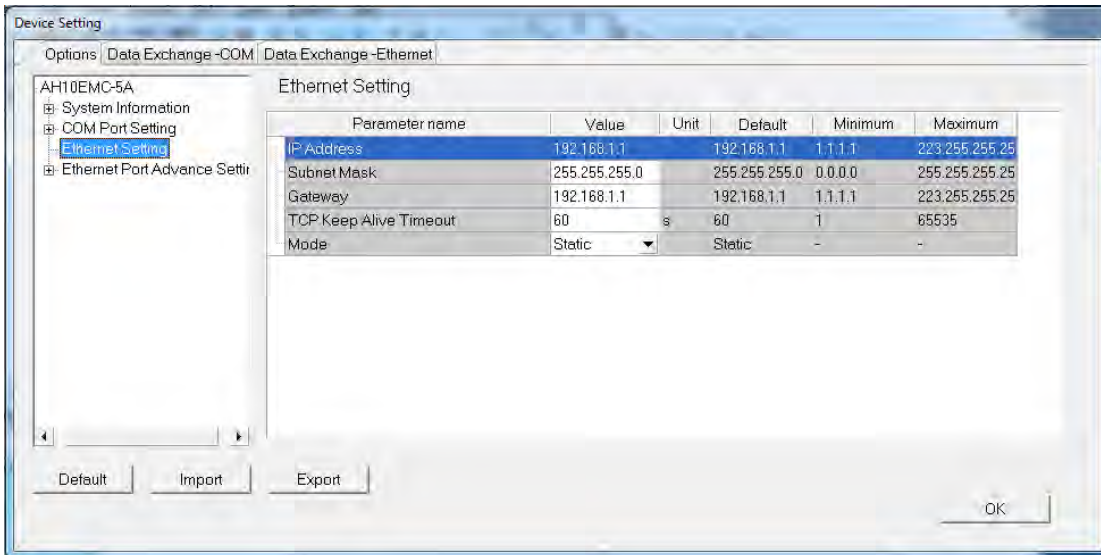 Device Setting
Options Data Exchange -COM Data Exchange -Ethernet
AH10EMC-5A
System Information
COM Port Setting
Ethernet Setting
Ethernet Port Advance Settir
Ethernet Setting
Parameter name Value Unit Default Minimum Maximum
IP Address 192.168.1.1 192.168.1.1 1.1.1.1 223.255.255.25
Subnet Mask 255.255.255.0 255.255.255.0 0.0.0.0 255.255.255.25
Gateway 192.168.1.1 192.168.1.1 1.1.1.1 223.255.255.25
TCP Keep Alive Timeout 60 s 60 1 65535
Mode Static Static - -
Default Import Export
OK